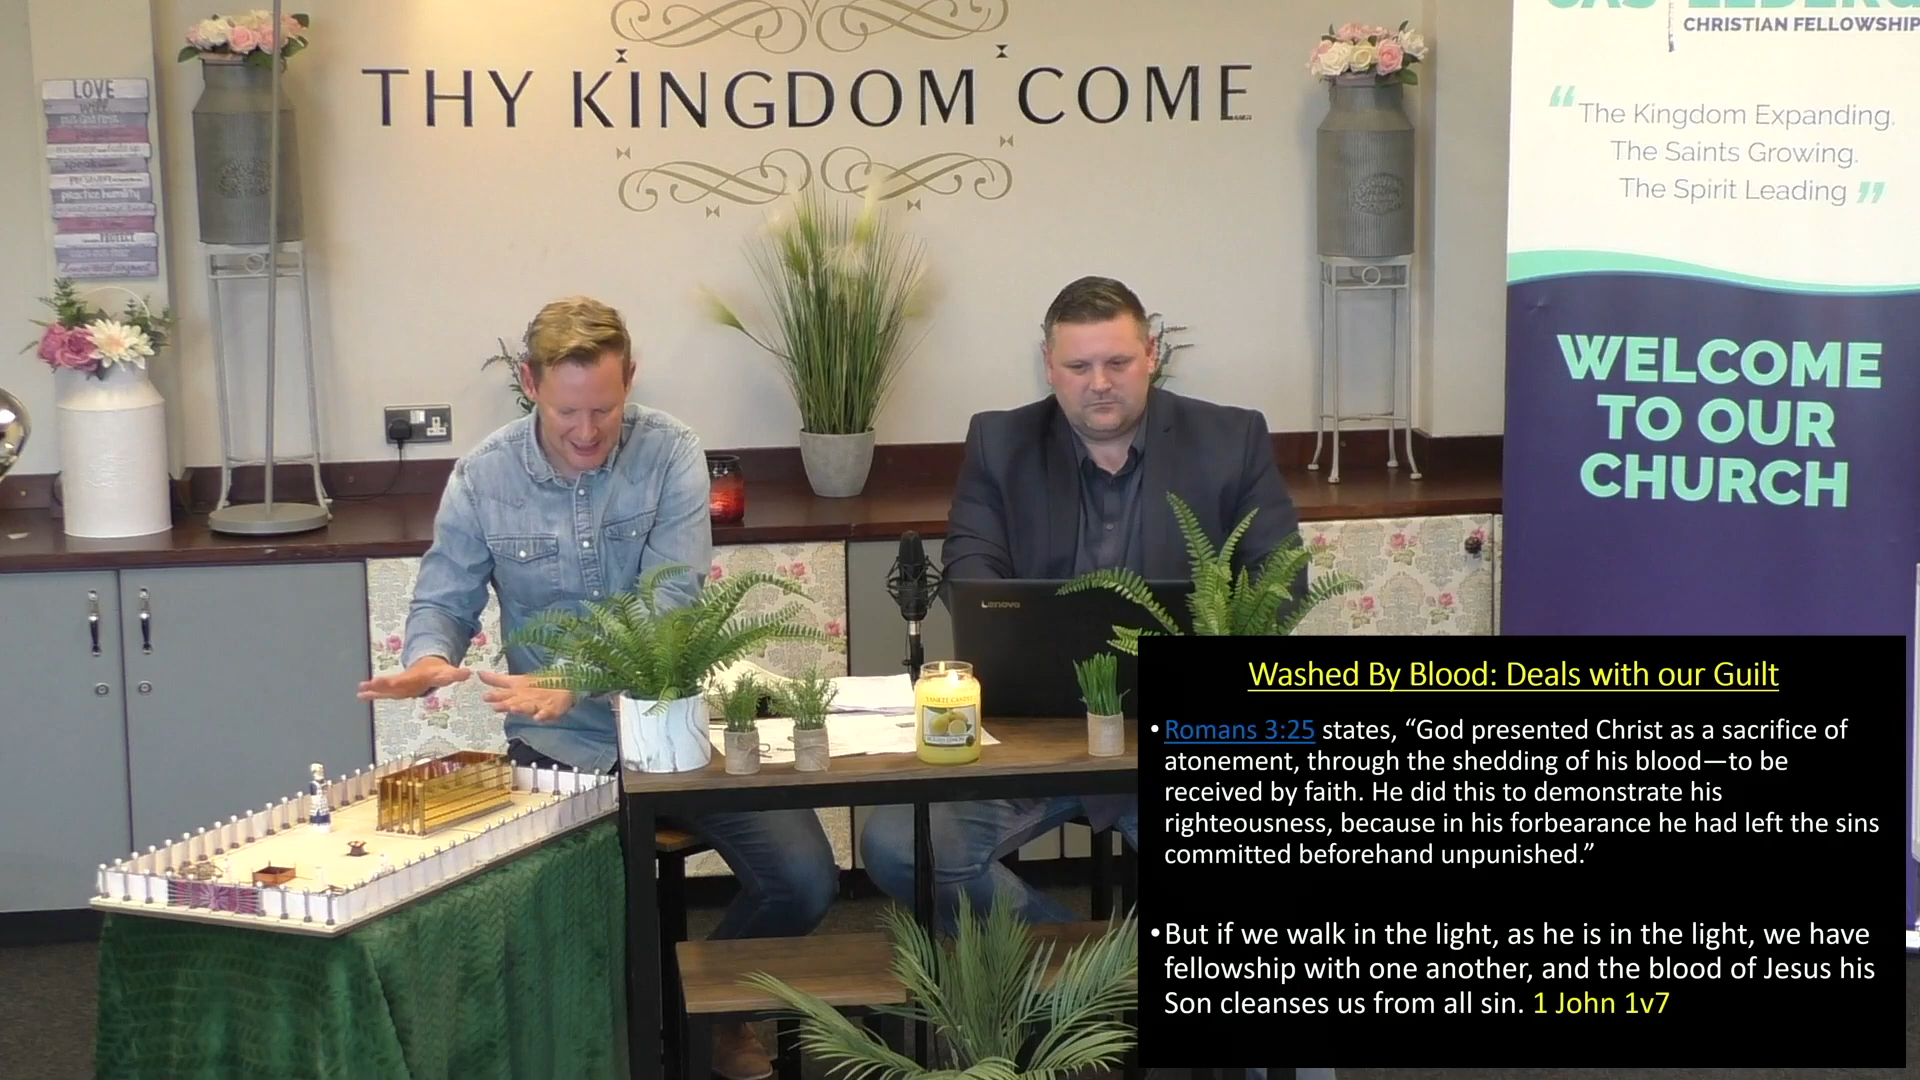 THY KINGDOM COME
LOVE
practice humility
PROTECT
CHRISTIAN FELLOWSHIP
“The Kingdom Expanding.
The Saints Growing.
The Spirit Leading”
WELCOME
TO OUR
CHURCH
Lenovo
YANKEE CANDLE
Washed By Blood: Deals with our Guilt
• Romans 3:25 states, “God presented Christ as a sacrifice of
atonement, through the shedding of his blood—to be
received by faith. He did this to demonstrate his
righteousness, because in his forbearance he had left the sins
committed beforehand unpunished.”
• But if we walk in the light, as he is in the light, we have
fellowship with one another, and the blood of Jesus his
Son cleanses us from all sin. 1 John 1v7